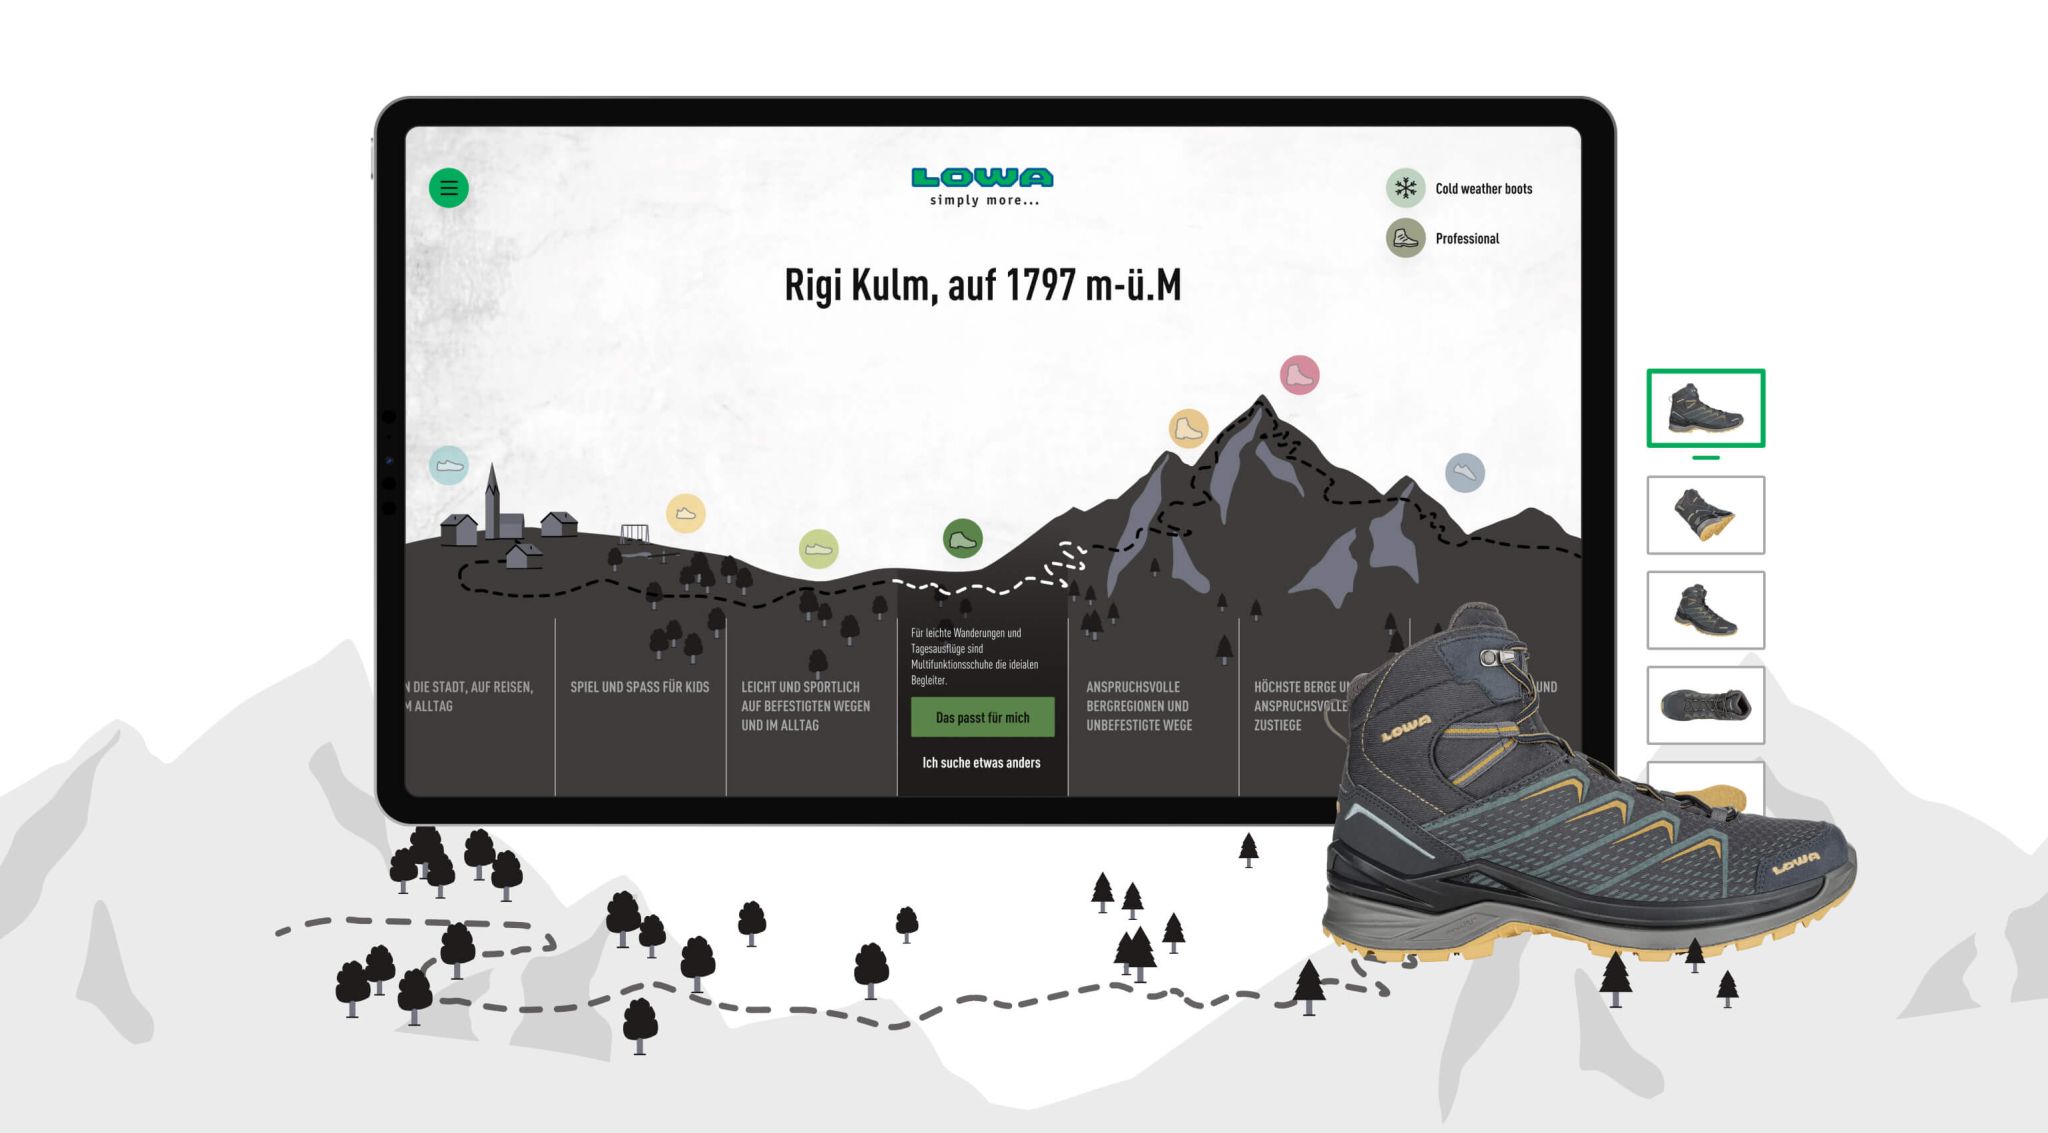 LOWA
simply more...
Cold weather boots
Professional
Rigi Kulm, auf 1797 m-ü.M
N DIE STADT, AUF REISEN,
M ALLTAG
SPIEL UND SPASS FÜR KIDS
LEICHT UND SPORTLICH
AUF BEFESTIGTEN WEGEN
UND IM ALLTAG
Für leichte Wanderungen und
Tagesausflüge sind
Multifunktionsschuhe die idealen
Begleiter.
Das passt für mich
Ich suche etwas anders
ANSPRUCHSVOLLE
BERGREGIONEN UND
UNBEFESTIGTE WEGE
HÖCHSTE BERGE UN
ANSPRUCHSVOLLE
ZUSTIEGE
UND
LOWA
LOWA